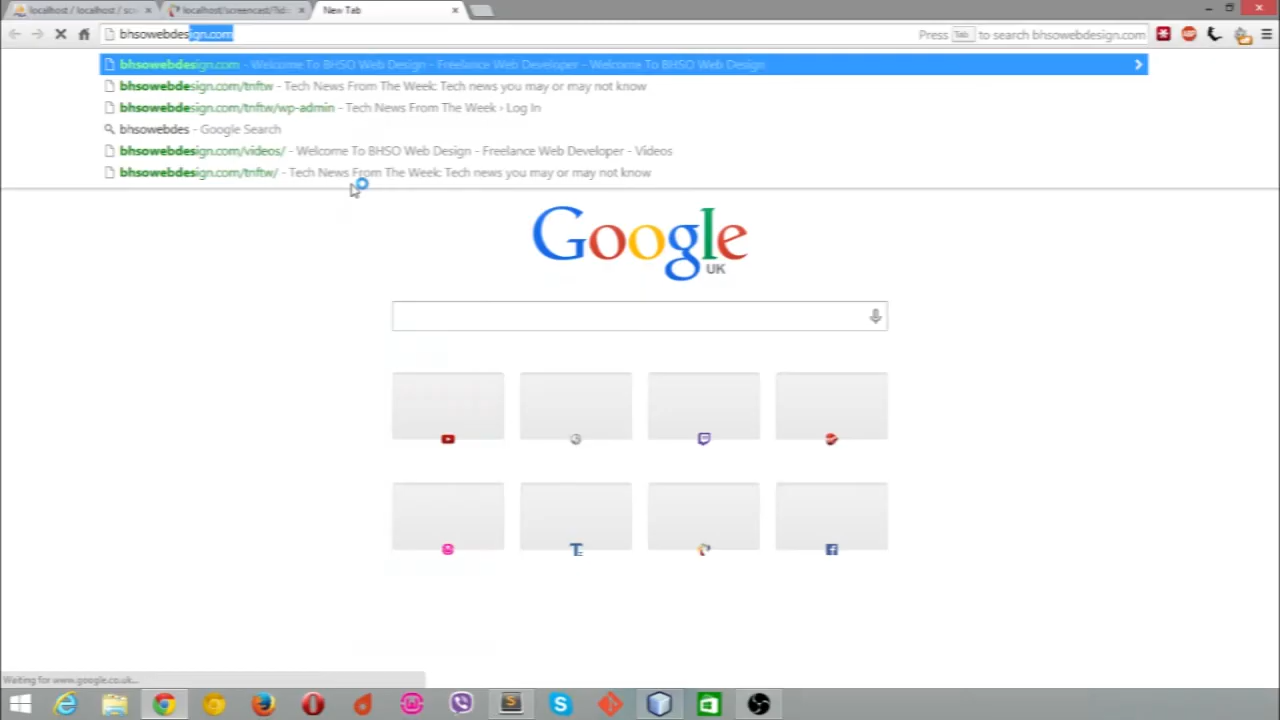 localhost / localhost / scr
localhost/screencast/?id=
New Tab
bhsowebdesign.com
Press Tab to search bhsowebdesign.com
bhsowebdesign.com - Welcome To BHSO Web Design - Freelance Web Developer - Welcome To BHSO Web Design
bhsowebdesign.com/tnftw - Tech News From The Week: Tech news you may or may not know
bhsowebdesign.com/tnftw/wp-admin - Tech News From The Week › Log In
bhsowebdes - Google Search
bhsowebdesign.com/videos/ - Welcome To BHSO Web Design - Freelance Web Developer - Videos
bhsowebdesign.com/tnftw/ - Tech News From The Week: Tech news you may or may not know
Google
UK
Waiting for www.google.co.uk...